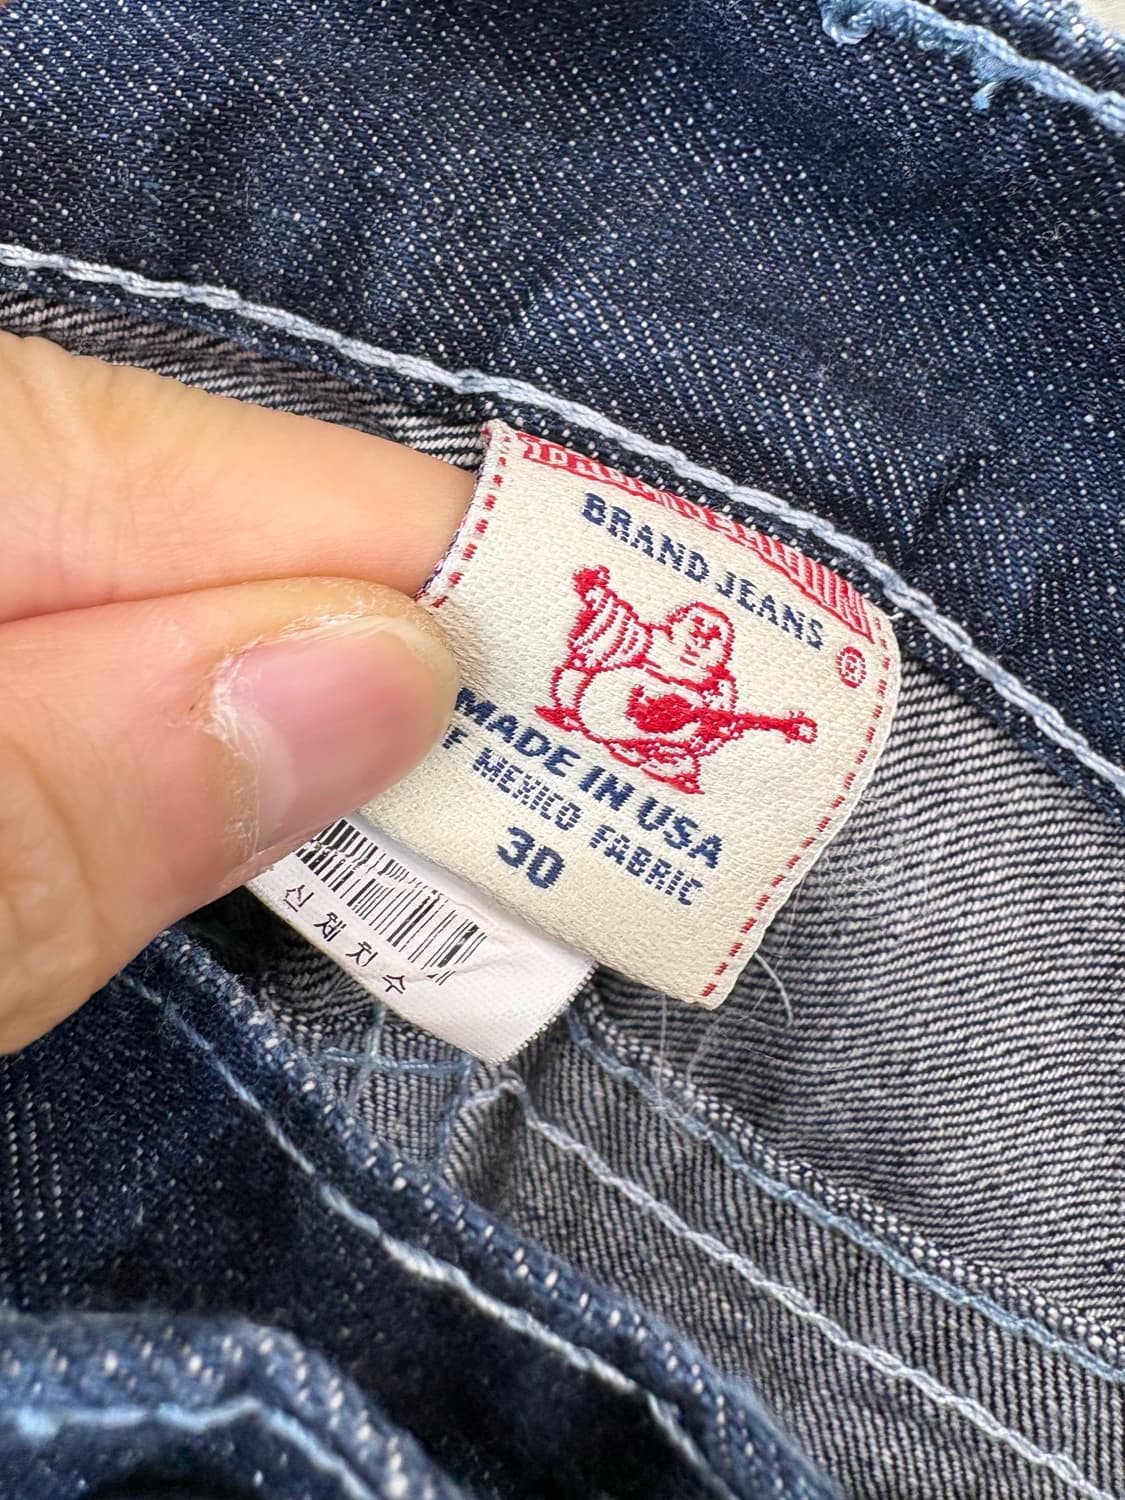 BRAND JEANS
®
MADE IN USA
F MEXICO FABRIC
30
신체치수